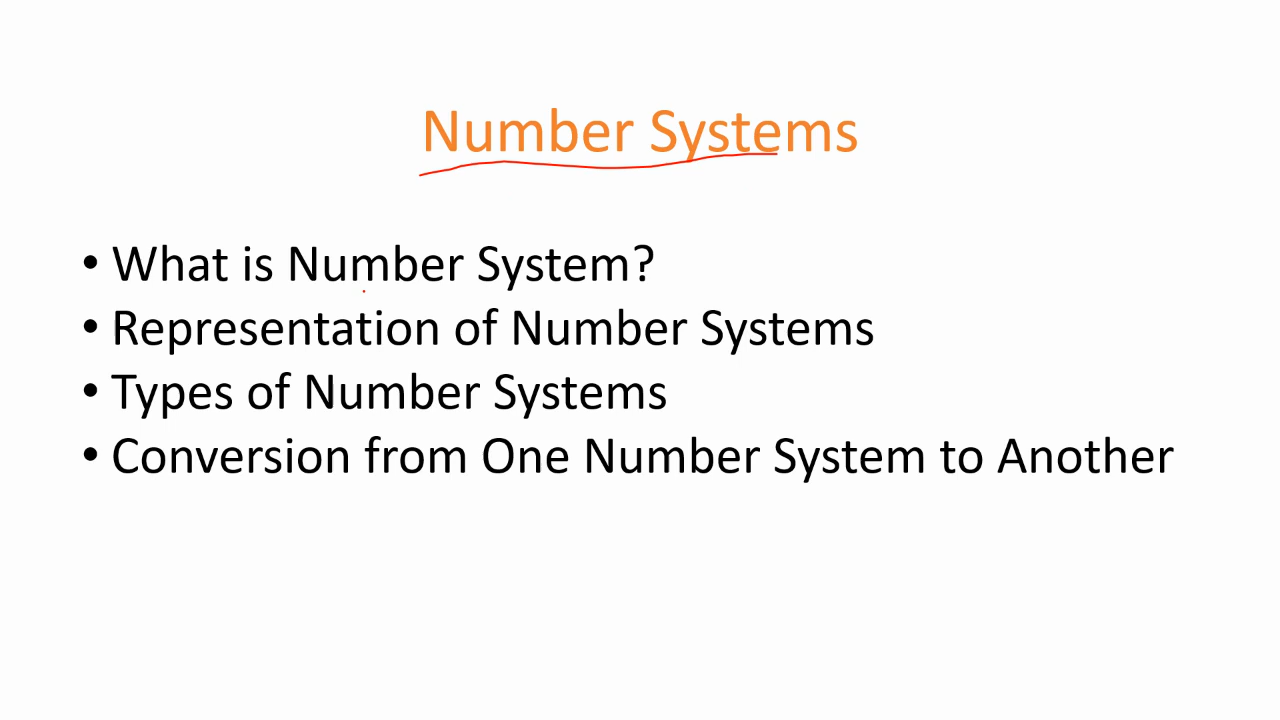 Number Systems
• What is Number System?
• Representation of Number Systems
• Types of Number Systems
• Conversion from One Number System to Another